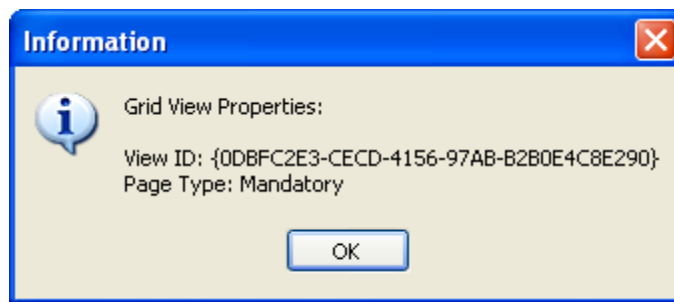 Information
Grid View Properties:
View ID: {0DBFC2E3-CECD-4156-97AB-B2B0E4C8E290}
Page Type: Mandatory
OK